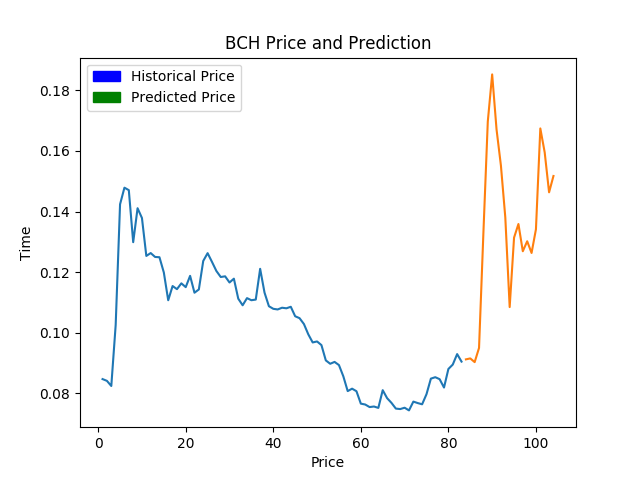 BCH Price and Prediction
Historical Price
Predicted Price
0.18
0.16
0.14
0.12
0.10
0.08
Time
0 20 40 60 80 100
Price